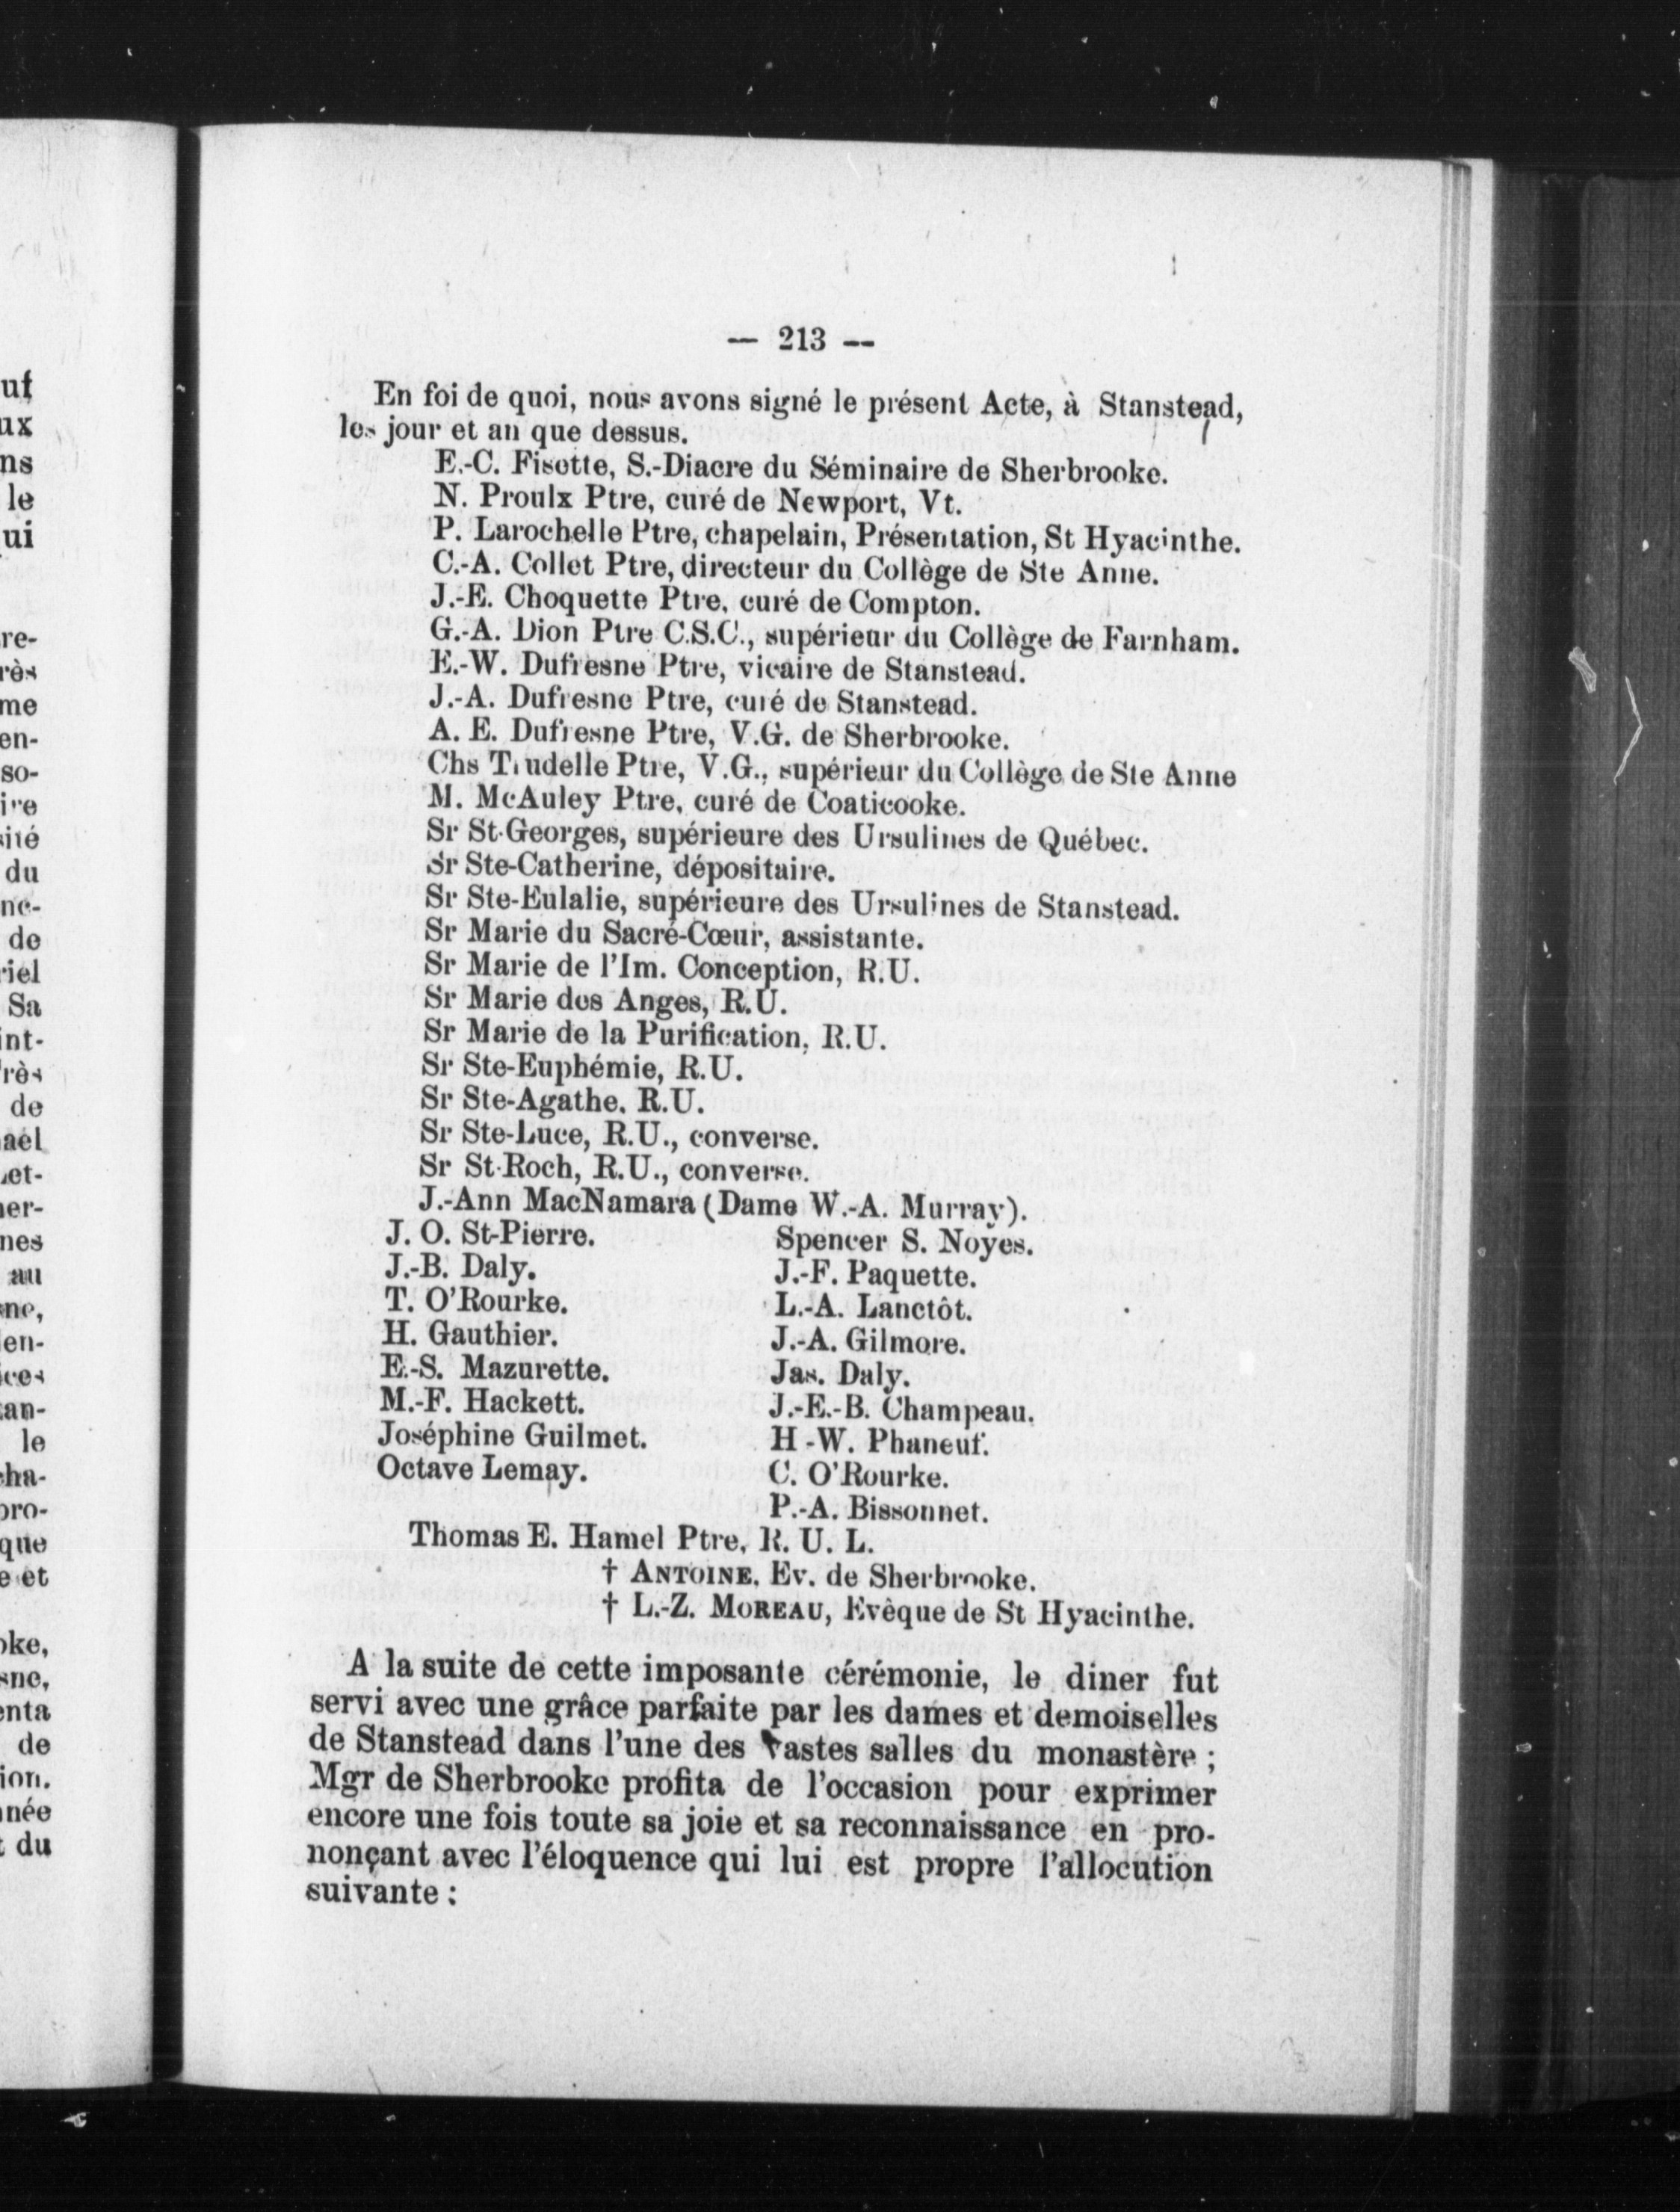 — 213 —
En foi de quoi, nous avons signé le présent Acte, à Stanstead,
les jour et an que dessus.
E.-C. Fisette, S.-Diacre du Séminaire de Sherbrooke.
N. Proulx Ptre, curé de Newport, Vt.
P. Larochelle Ptre, chapelain, Présentation, St Hyacinthe.
C.-A. Collet Ptre, directeur du Collège de Ste Anne.
J.-E. Choquette Ptre, curé de Compton.
G.-A. Dion Ptre C.S.C., supérieur du Collège de Farnham.
E.-W. Dufresne Ptre, vicaire de Stanstead.
J.-A. Dufresne Ptre, curé de Stanstead.
A. E. Dufresne Ptre, V.G. de Sherbrooke.
Chs Trudelle Ptre, V.G., supérieur du Collège de Ste Anne
M. McAuley Ptre, curé de Coaticooke.
Sr St-Georges, supérieure des Ursulines de Québec.
Sr Ste-Catherine, dépositaire.
Sr Ste-Eulalie, supérieure des Ursulines de Stanstead.
Sr Marie du Sacré-Cœur, assistante.
Sr Marie de l'Im. Conception, R.U.
Sr Marie des Anges, R.U.
Sr Marie de la Purification, R.U.
Sr Ste-Euphémie, R.U.
Sr Ste-Agathe. R.U.
Sr Ste-Luce, R.U., converse.
Sr St-Roch, R.U., converse.
J.-Ann MacNamara (Dame W.-A. Murray).
J. O. St-Pierre.
J.-B. Daly.
T. O'Rourke.
H. Gauthier.
E.-S. Mazurette.
M.-F. Hackett.
Joséphine Guilmet.
Octave Lemay.
Spencer S. Noyes.
J.-F. Paquette.
L.-A. Lanctôt.
J.-A. Gilmore.
Jas. Daly.
J.-E.-B. Champeau.
H.-W. Phaneuf.
C. O'Rourke.
P.-A. Bissonnet.
Thomas E. Hamel Ptre, R. U. L.
† ANTOINE, Ev. de Sherbrooke.
† L.-Z. MOREAU, Evêque de St Hyacinthe.
A la suite de cette imposante cérémonie, le diner fut
servi avec une grâce parfaite par les dames et demoiselles
de Stanstead dans l'une des vastes salles du monastère ;
Mgr de Sherbrooke profita de l'occasion pour exprimer
encore une fois toute sa joie et sa reconnaissance en pro-
nonçant avec l'éloquence qui lui est propre l'allocution
suivante :